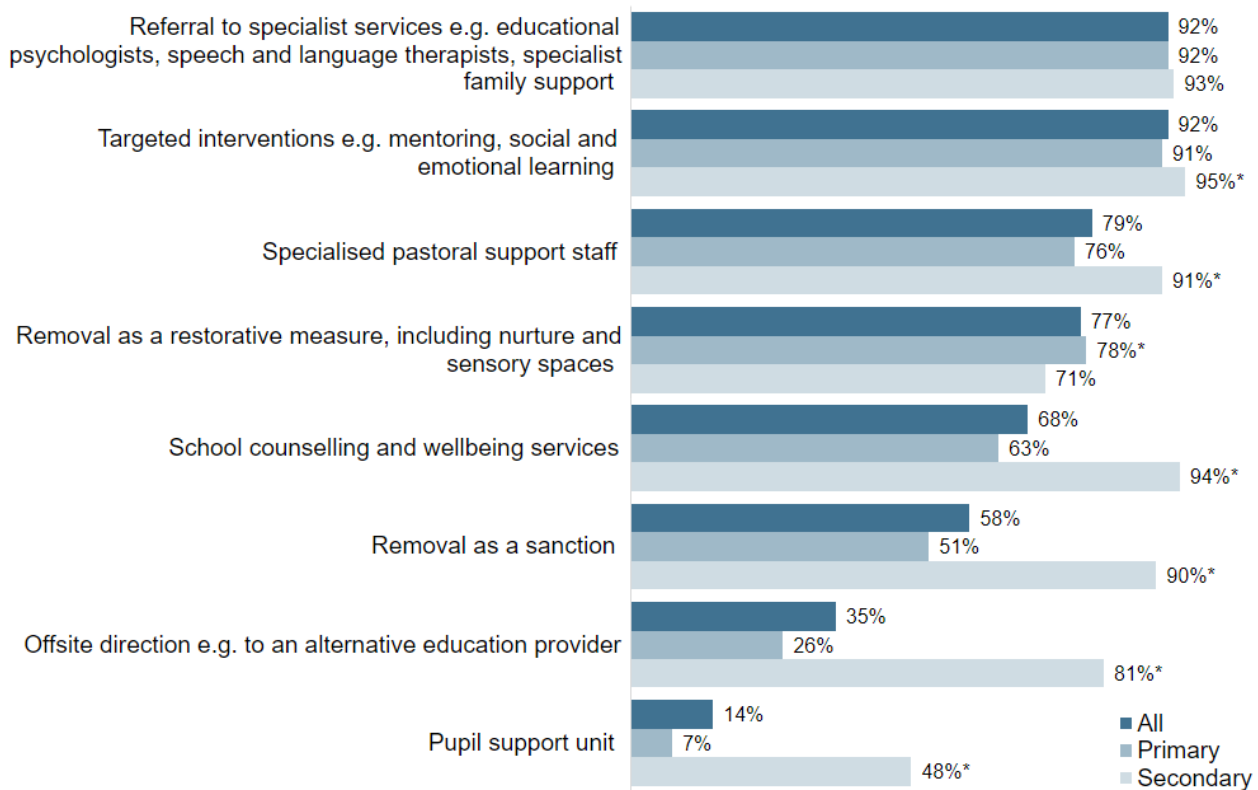 Referral to specialist services e.g. educational
psychologists, speech and language therapists, specialist
family support
92%
92%
93%
Targeted interventions e.g. mentoring, social and
emotional learning
92%
91%
95%*
Specialised pastoral support staff
79%
76%
91%*
Removal as a restorative measure, including nurture and
sensory spaces
77%
78%*
71%
School counselling and wellbeing services
68%
63%
94%*
Removal as a sanction
58%
51%
90%*
Offsite direction e.g. to an alternative education provider
35%
26%
81%*
Pupil support unit
14%
7%
48%*
All
Primary
Secondary